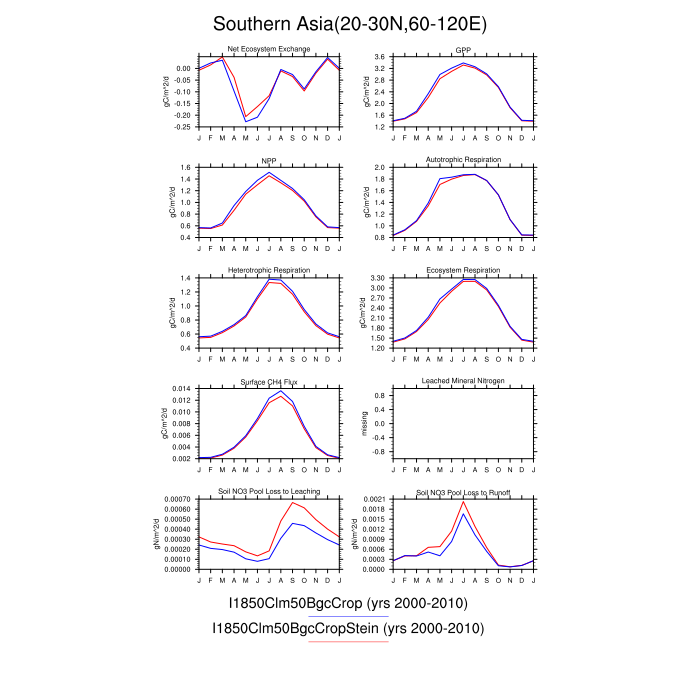 Southern Asia(20-30N,60-120E)
Net Ecosystem Exchange
gC/m^2/d
0.00
-0.05
-0.10
-0.15
-0.20
-0.25
J F M A M J J A S O N D J
GPP
gC/m^2/d
3.6
3.2
2.8
2.4
2.0
1.6
1.2
J F M A M J J A S O N D J
NPP
gC/m^2/d
1.6
1.4
1.2
1.0
0.8
0.6
0.4
J F M A M J J A S O N D J
Autotrophic Respiration
gC/m^2/d
2.0
1.8
1.6
1.4
1.2
1.0
0.8
J F M A M J J A S O N D J
Heterotrophic Respiration
gC/m^2/d
1.4
1.2
1.0
0.8
0.6
0.4
J F M A M J J A S O N D J
Ecosystem Respiration
gC/m^2/d
3.30
3.00
2.70
2.40
2.10
1.80
1.50
1.20
J F M A M J J A S O N D J
Surface CH4 Flux
gC/m^2/d
0.014
0.012
0.010
0.008
0.006
0.004
0.002
J F M A M J J A S O N D J
Leached Mineral Nitrogen
missing
0.8
0.4
0.0
-0.4
-0.8
J F M A M J J A S O N D J
Soil NO3 Pool Loss to Leaching
gN/m^2/d
0.00070
0.00060
0.00050
0.00040
0.00030
0.00020
0.00010
0.00000
J F M A M J J A S O N D J
Soil NO3 Pool Loss to Runoff
gN/m^2/d
0.0021
0.0018
0.0015
0.0012
0.0009
0.0006
0.0003
0.0000
J F M A M J J A S O N D J
I1850Clm50BgcCrop (yrs 2000-2010)
I1850Clm50BgcCropStein (yrs 2000-2010)